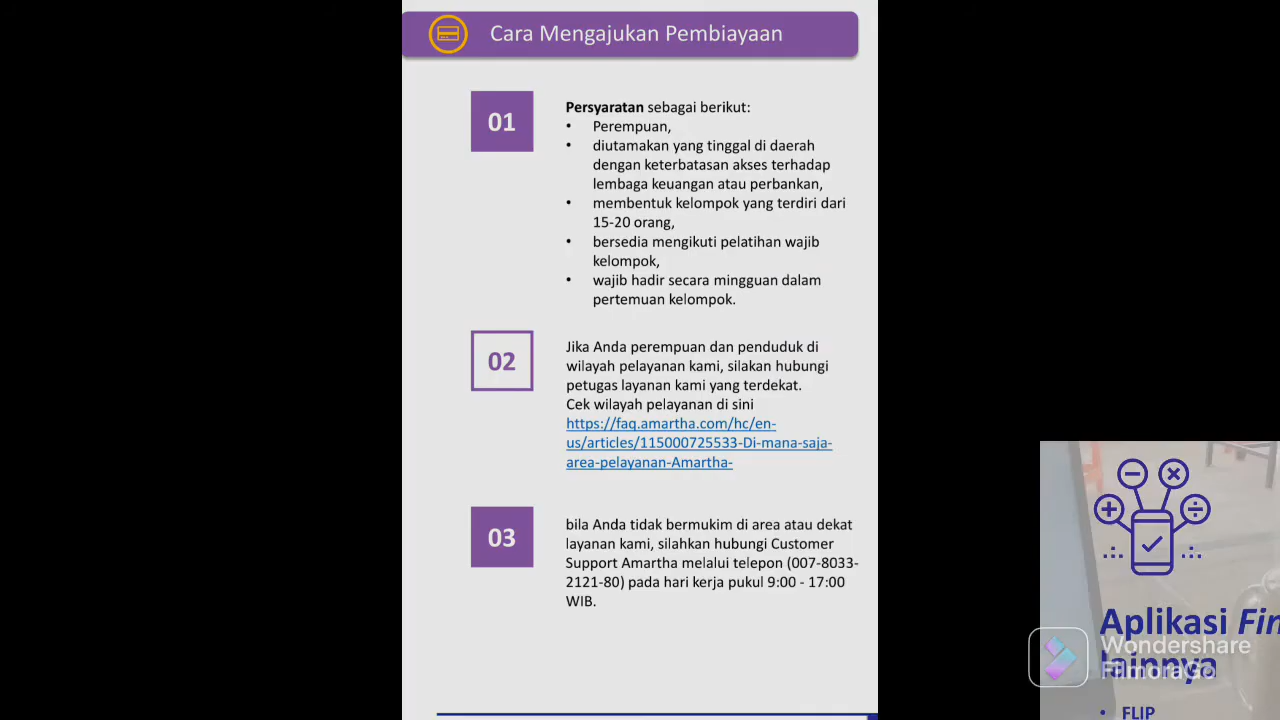 Cara Mengajukan Pembiayaan
01
Persyaratan sebagai berikut:
• Perempuan,
• diutamakan yang tinggal di daerah
dengan keterbatasan akses terhadap
lembaga keuangan atau perbankan,
• membentuk kelompok yang terdiri dari
15-20 orang,
• bersedia mengikuti pelatihan wajib
kelompok,
• wajib hadir secara mingguan dalam
pertemuan kelompok.
02
Jika Anda perempuan dan penduduk di
wilayah pelayanan kami, silakan hubungi
petugas layanan kami yang terdekat.
Cek wilayah pelayanan di sini
https://faq.amartha.com/hc/en-
us/articles/115000725533-Di-mana-saja-
area-pelayanan-Amartha-
03
bila Anda tidak bermukim di area atau dekat
layanan kami, silahkan hubungi Customer
Support Amartha melalui telepon (007-8033-
2121-80) pada hari kerja pukul 9:00 - 17:00
WIB.
Aplikasi Fin
lainnya
• FLIP
Wondershare
FilmoraGo